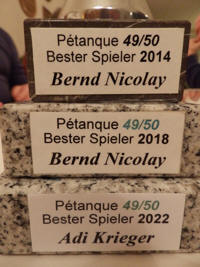 Pétanque 49/50
Bester Spieler 2014
Bernd Nicolay
Pétanque 49/50
Bester Spieler 2018
Bernd Nicolay
Pétanque 49/50
Bester Spieler 2022
Adi Krieger